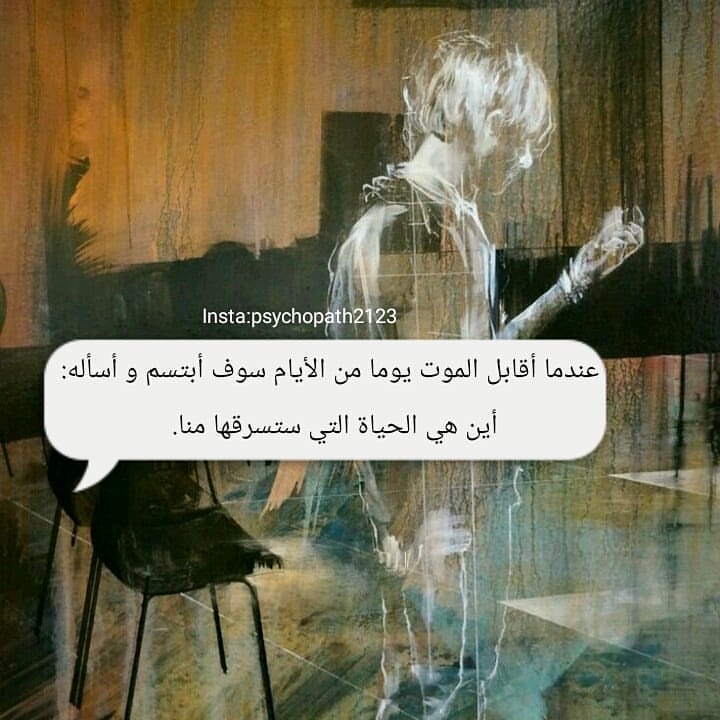 Insta:psychopath2123
عندما أقابل الموت يوما من الأيام سوف أبتسم و أسأله:
أين هي الحياة التي ستسرقها منا.